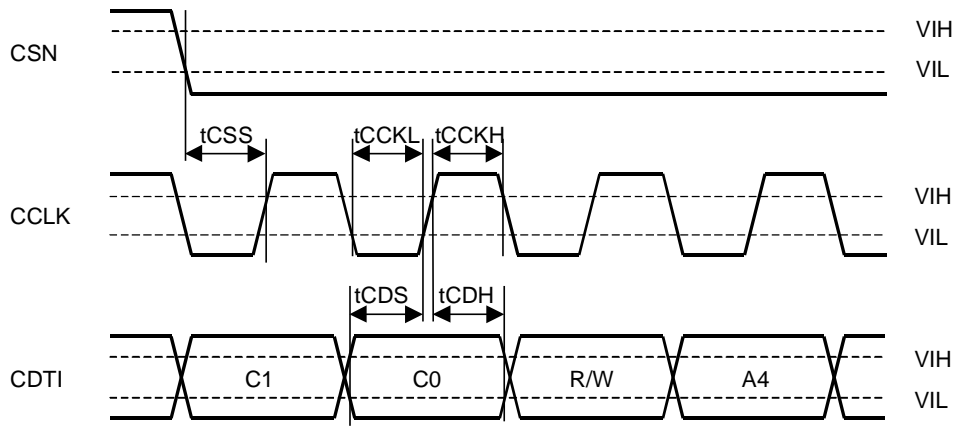 VIH
CSN
VIL
tCSS tCCKL tCCKH
VIH
CCLK
VIL
tCDS tCDH
VIH
CDTI C1 C0 R/W A4
VIL